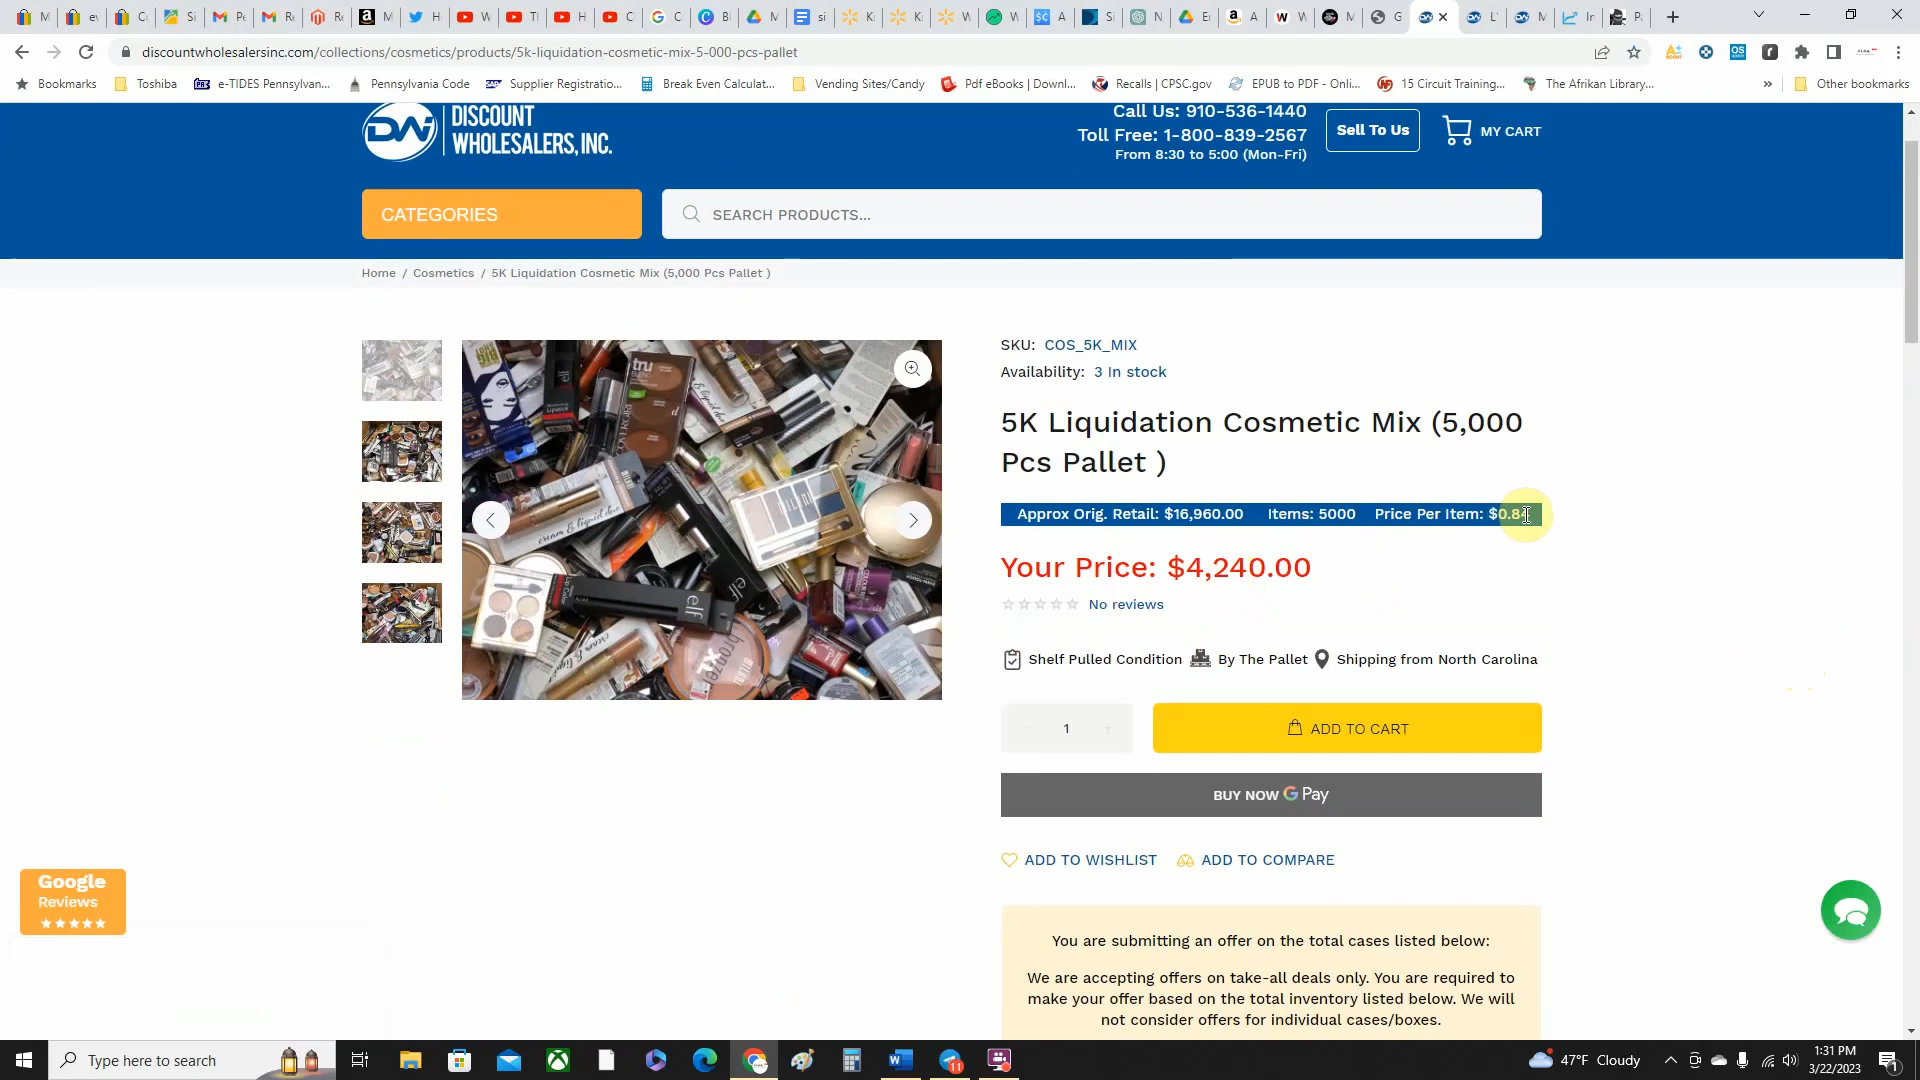 discountwholesalersinc.com/collections/cosmetics/products/5k-liquidation-cosmetic-mix-5-000-pcs-pallet
Bookmarks Toshiba e-TIDES Pennsylvan... Pennsylvania Code Supplier Registratio... Break Even Calculat... Vending Sites/Candy Pdf eBooks | Downl... Recalls | CPSC.gov EPUB to PDF - Onli... 15 Circuit Training... The Afrikan Library... » Other bookmarks
DW DISCOUNT
WHOLESALERS, INC.
Call Us: 910-536-1440
Toll Free: 1-800-839-2567
From 8:30 to 5:00 (Mon-Fri)
Sell To Us
MY CART
CATEGORIES
SEARCH PRODUCTS...
Home / Cosmetics / 5K Liquidation Cosmetic Mix (5,000 Pcs Pallet )
SKU: COS_5K_MIX
Availability: 3 In stock
5K Liquidation Cosmetic Mix (5,000
Pcs Pallet )
Approx Orig. Retail: $16,960.00 Items: 5000 Price Per Item: $0.84
Your Price: $4,240.00
No reviews
Shelf Pulled Condition By The Pallet Shipping from North Carolina
- 1 +
ADD TO CART
BUY NOW G Pay
ADD TO WISHLIST ADD TO COMPARE
You are submitting an offer on the total cases listed below:
We are accepting offers on take-all deals only. You are required to
make your offer based on the total inventory listed below. We will
not consider offers for individual cases/boxes.
Google
Reviews
tru
elf
Type here to search
11
47°F Cloudy
1:31 PM
3/22/2023
1